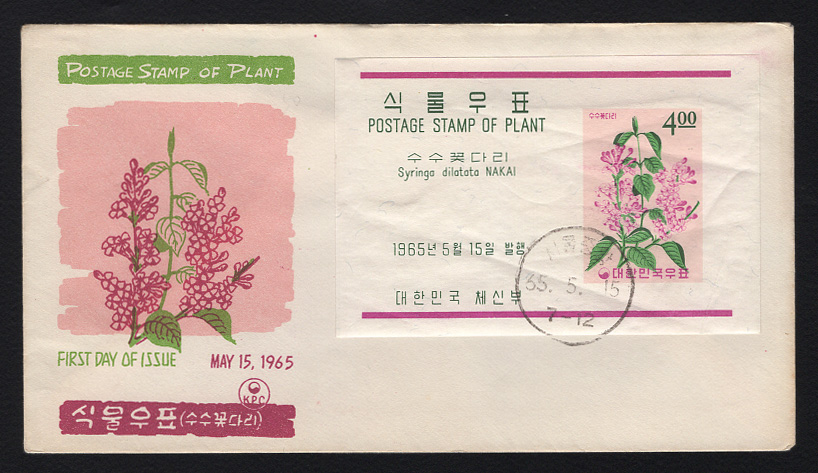 POSTAGE STAMP OF PLANT
FIRST DAY OF ISSUE
MAY 15, 1965
KPC
식물우표(수수꽃다리)
식물우표
POSTAGE STAMP OF PLANT
수수꽃다리
Syringa dilatata NAKAI
1965년 5월 15일 발행
대한민국 체신부
수수꽃다리
4.00
대한민국우표
65. 5. 15
7-12